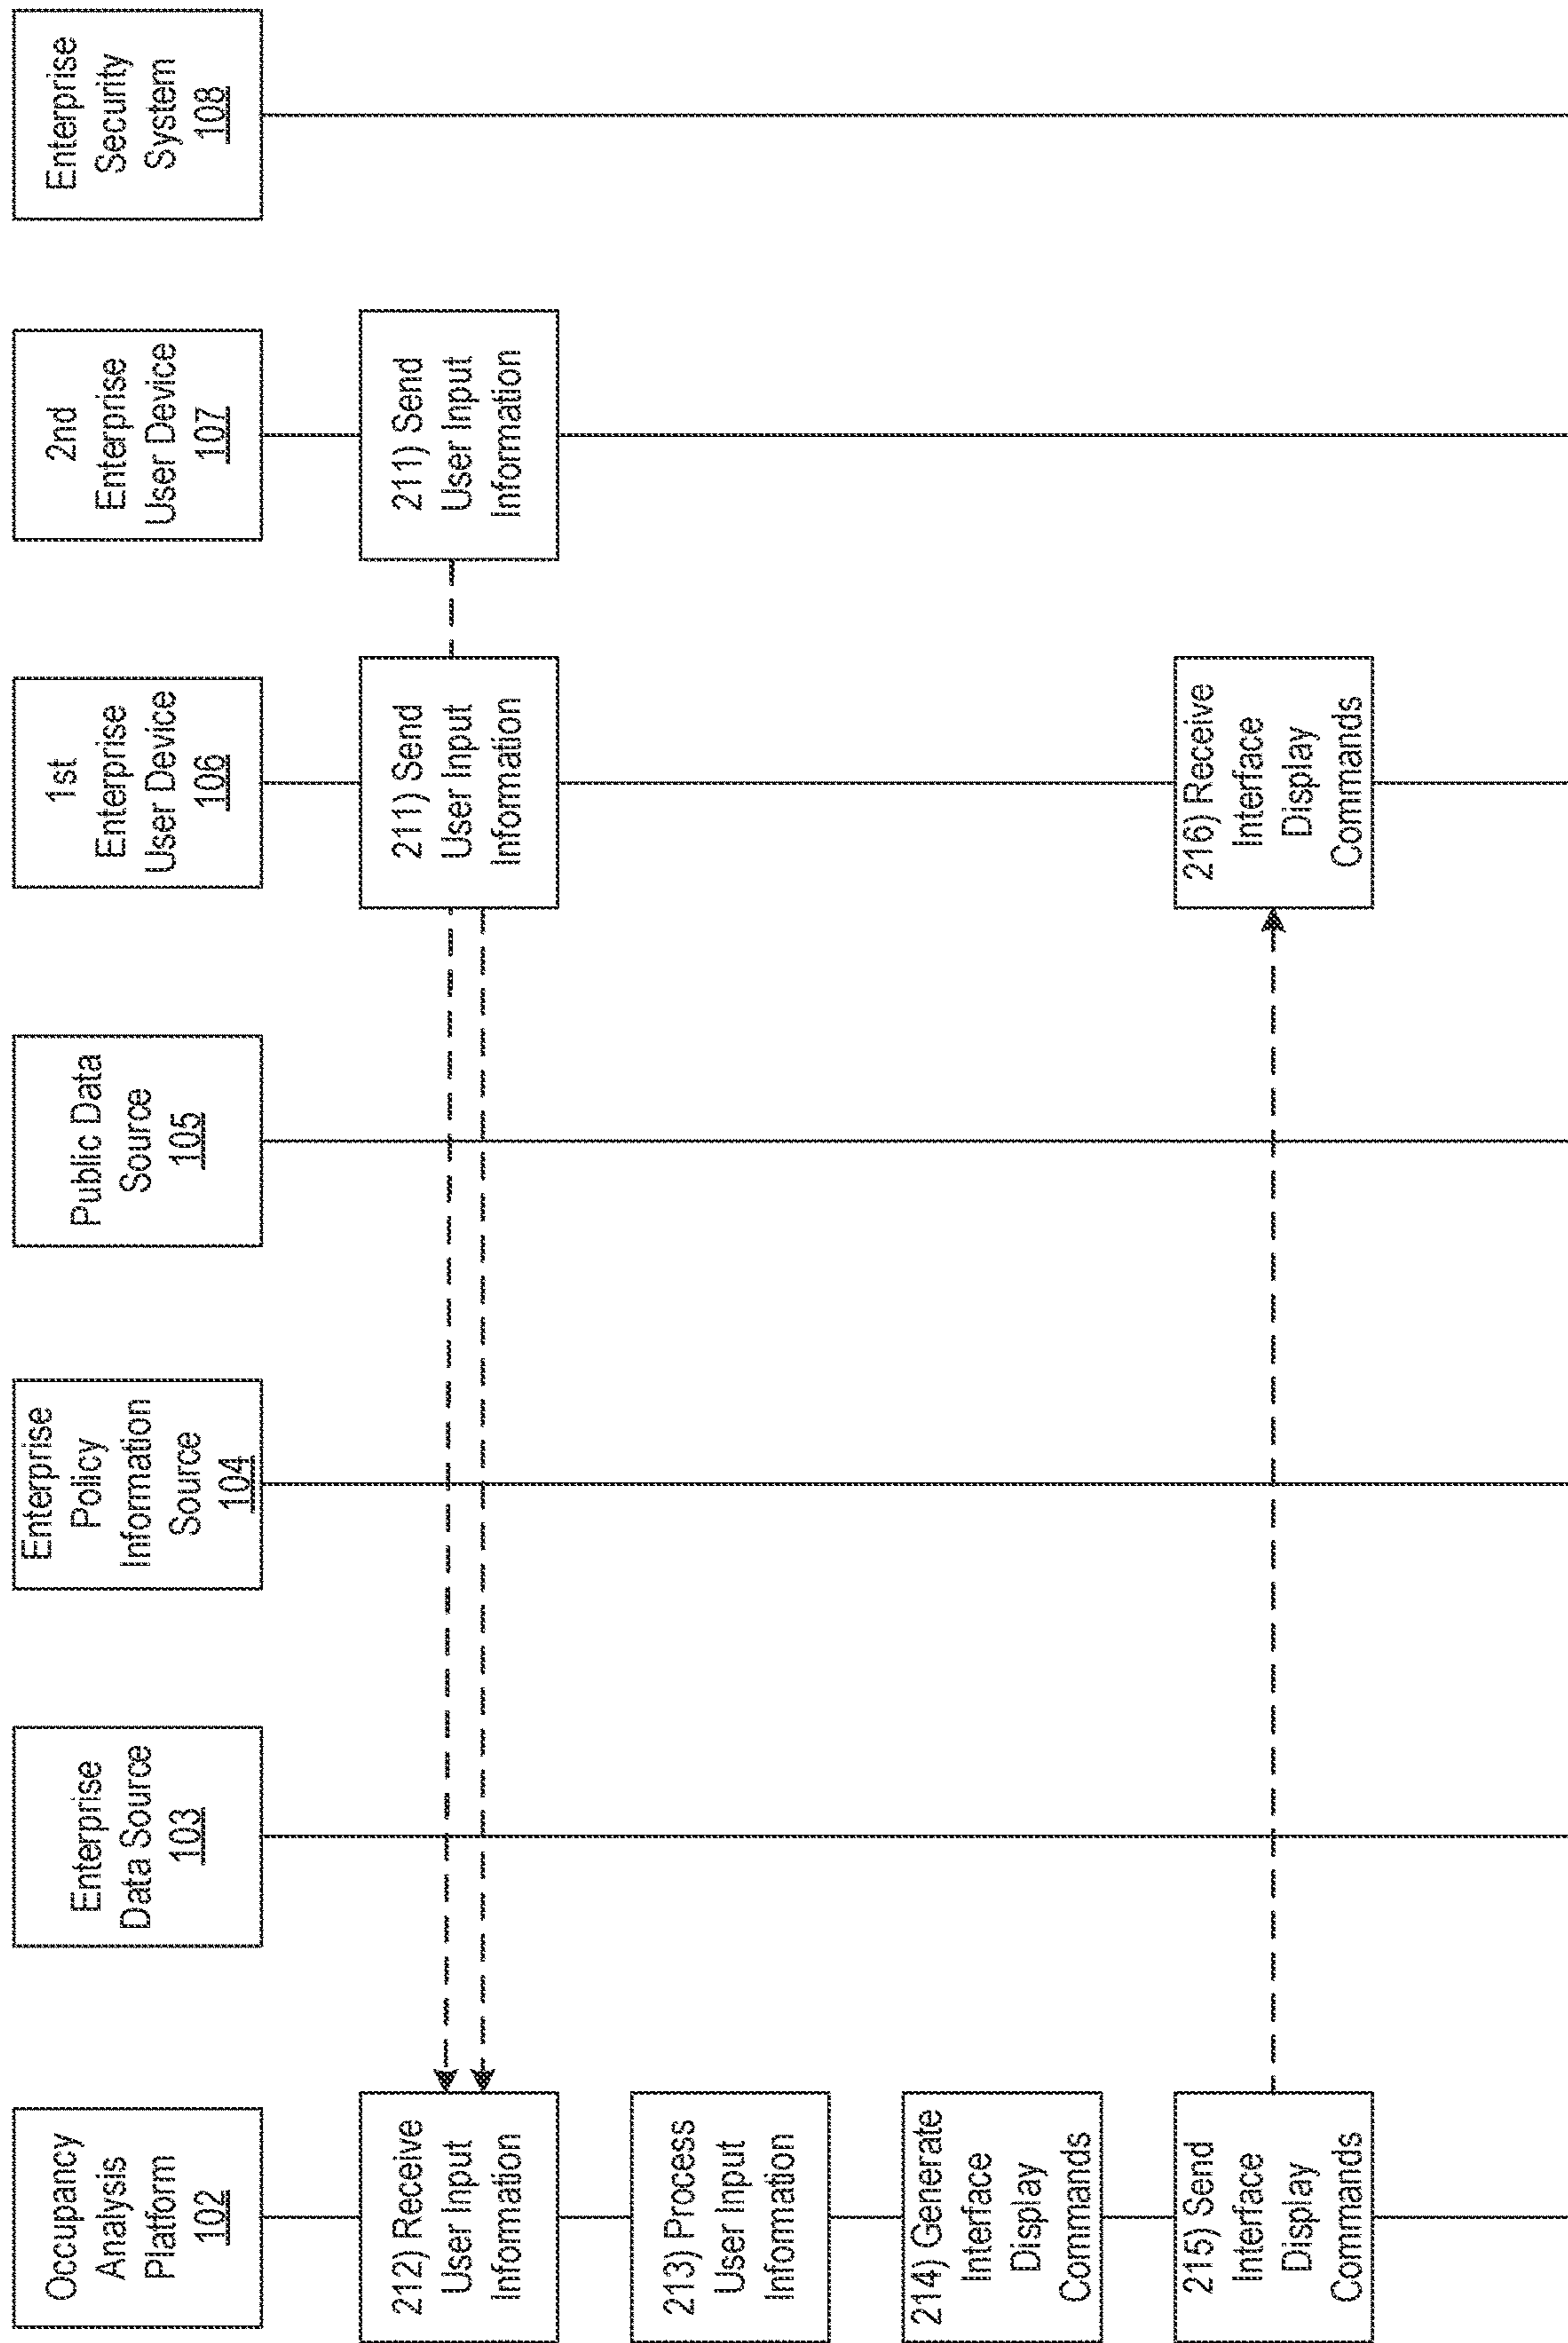 Occupancy
Analysis
Platform
102
Enterprise
Data Source
103
Enterprise
Policy
Information
Source
104
Public Data
Source
105
1st
Enterprise
User Device
106
2nd
Enterprise
User Device
107
Enterprise
Security
System
108
212) Receive
User Input
Information
211) Send
User Input
Information
211) Send
User Input
Information
213) Process
User Input
Information
214) Generate
Interface
Display
Commands
215) Send
Interface
Display
Commands
216) Receive
Interface
Display
Commands